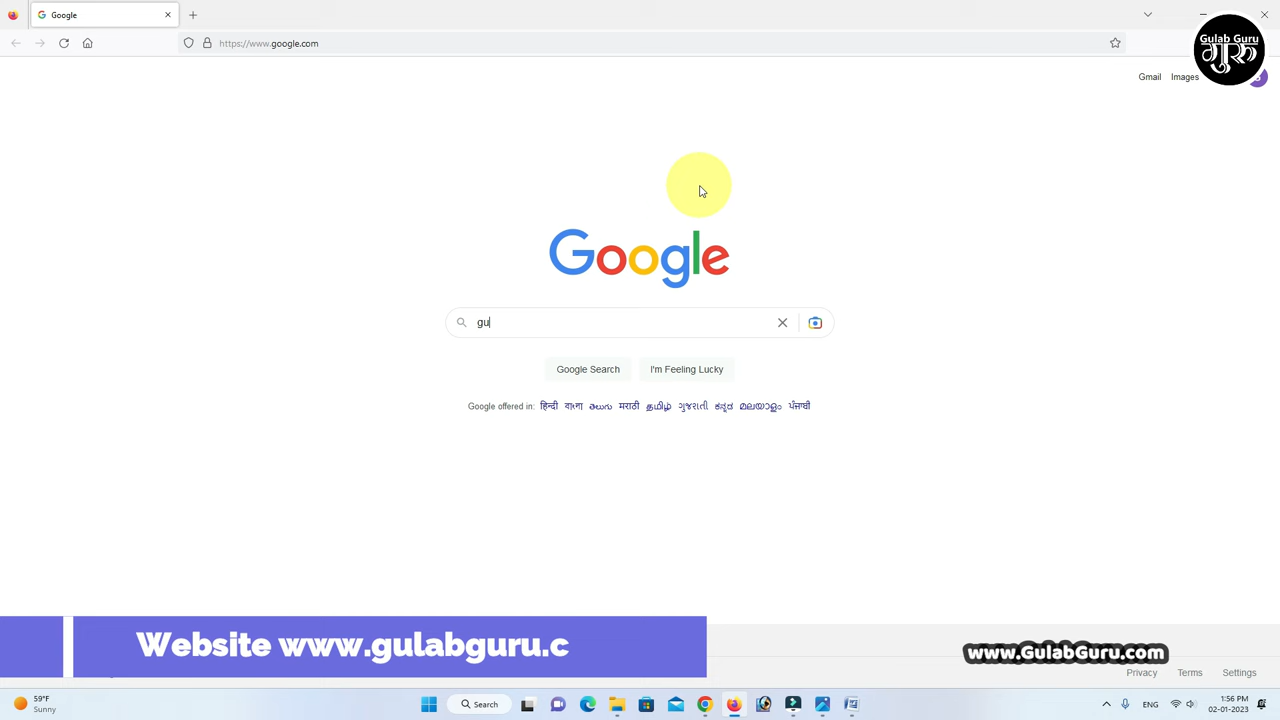 Google
https://www.google.com
Gulab Guru
गुरु
Gmail
Images
Google
gu
Google Search
I'm Feeling Lucky
Google offered in: हिन्दी বাংলা తెలుగు मराठी தமிழ் ગુજરાતી ಕನ್ನಡ മലയാളം ਪੰਜਾਬੀ
Website www.gulabguru.c
www.GulabGuru.com
Privacy
Terms
Settings
59°F
Sunny
Search
ENG
1:56 PM
02-01-2023